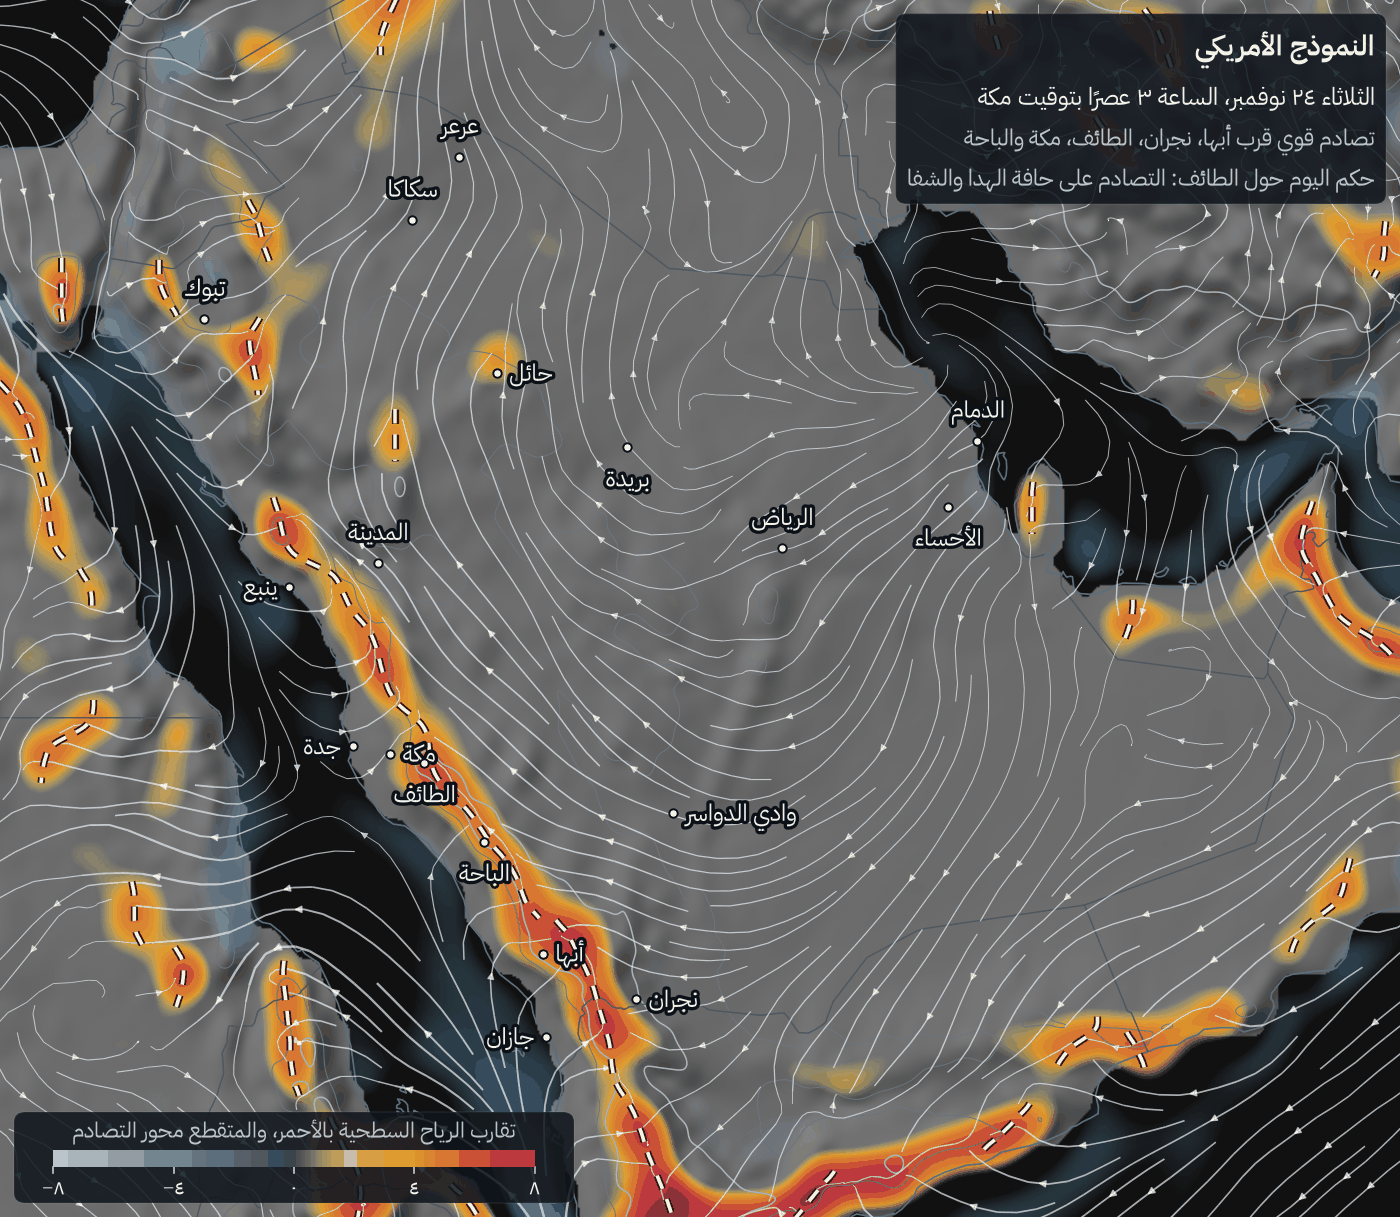 النموذج الأمريكي
الثلاثاء ٢٤ نوفمبر، الساعة ٣ عصرًا بتوقيت مكة
تصادم قوي قرب أبها، نجران، الطائف، مكة والباحة
حكم اليوم حول الطائف: التصادم على حافة الهدا والشفا
عرعر
سكاكا
تبوك
حائل
الدمام
بريدة
الرياض
المدينة
الأحساء
ينبع
جدة
مكة
الطائف
وادي الدواسر
الباحة
أبها
نجران
جازان
تقارب الرياح السطحية بالأحمر، والمتقطع محور التصادم
−٨ −٤ ٠ ٤ ٨